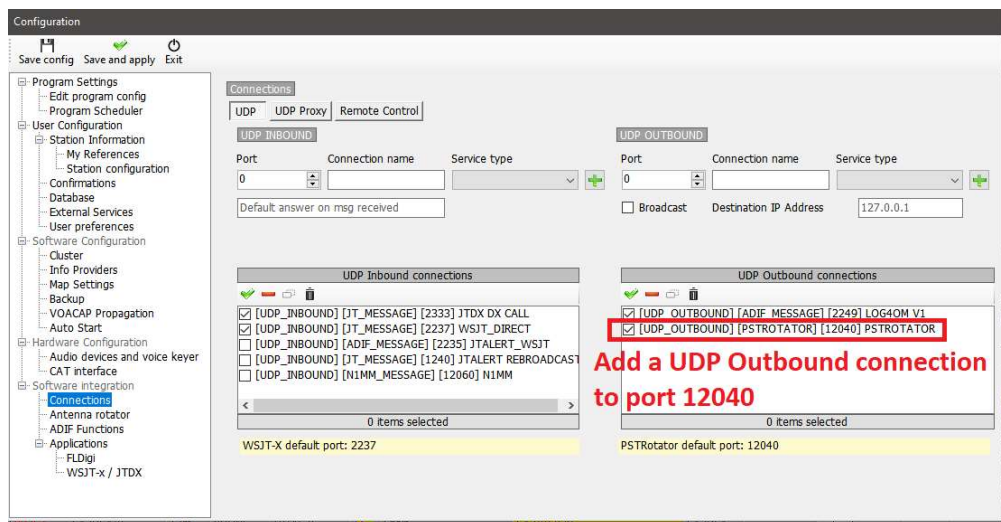 Configuration
Save config Save and apply Exit
Program Settings
Edit program config
Program Scheduler
User Configuration
Station Information
My References
Station configuration
Confirmations
Database
External Services
User preferences
Software Configuration
Cluster
Info Providers
Map Settings
Backup
VOACAP Propagation
Auto Start
Hardware Configuration
Audio devices and voice keyer
CAT interface
Software integration
Connections
Antenna rotator
ADIF Functions
Applications
FLDigi
WSJT-x / JTDX
Connections
UDP UDP Proxy Remote Control
UDP INBOUND
Port Connection name Service type
0
Default answer on msg received
UDP Inbound connections
[UDP_INBOUND] [JT_MESSAGE] [2333] JTDX DX CALL
[UDP_INBOUND] [JT_MESSAGE] [2237] WSJT_DIRECT
[UDP_INBOUND] [ADIF_MESSAGE] [2235] JTALERT_WSJT
[UDP_INBOUND] [JT_MESSAGE] [1240] JTALERT REBROADCAST
[UDP_INBOUND] [N1MM_MESSAGE] [12060] N1MM
0 items selected
WSJT-X default port: 2237
UDP OUTBOUND
Port Connection name Service type
0
Broadcast Destination IP Address 127.0.0.1
UDP Outbound connections
[UDP_OUTBOUND] [ADIF_MESSAGE] [2249] LOG4OM V1
[UDP_OUTBOUND] [PSTROTATOR] [12040] PSTROTATOR
Add a UDP Outbound connection
to port 12040
0 items selected
PSTRotator default port: 12040